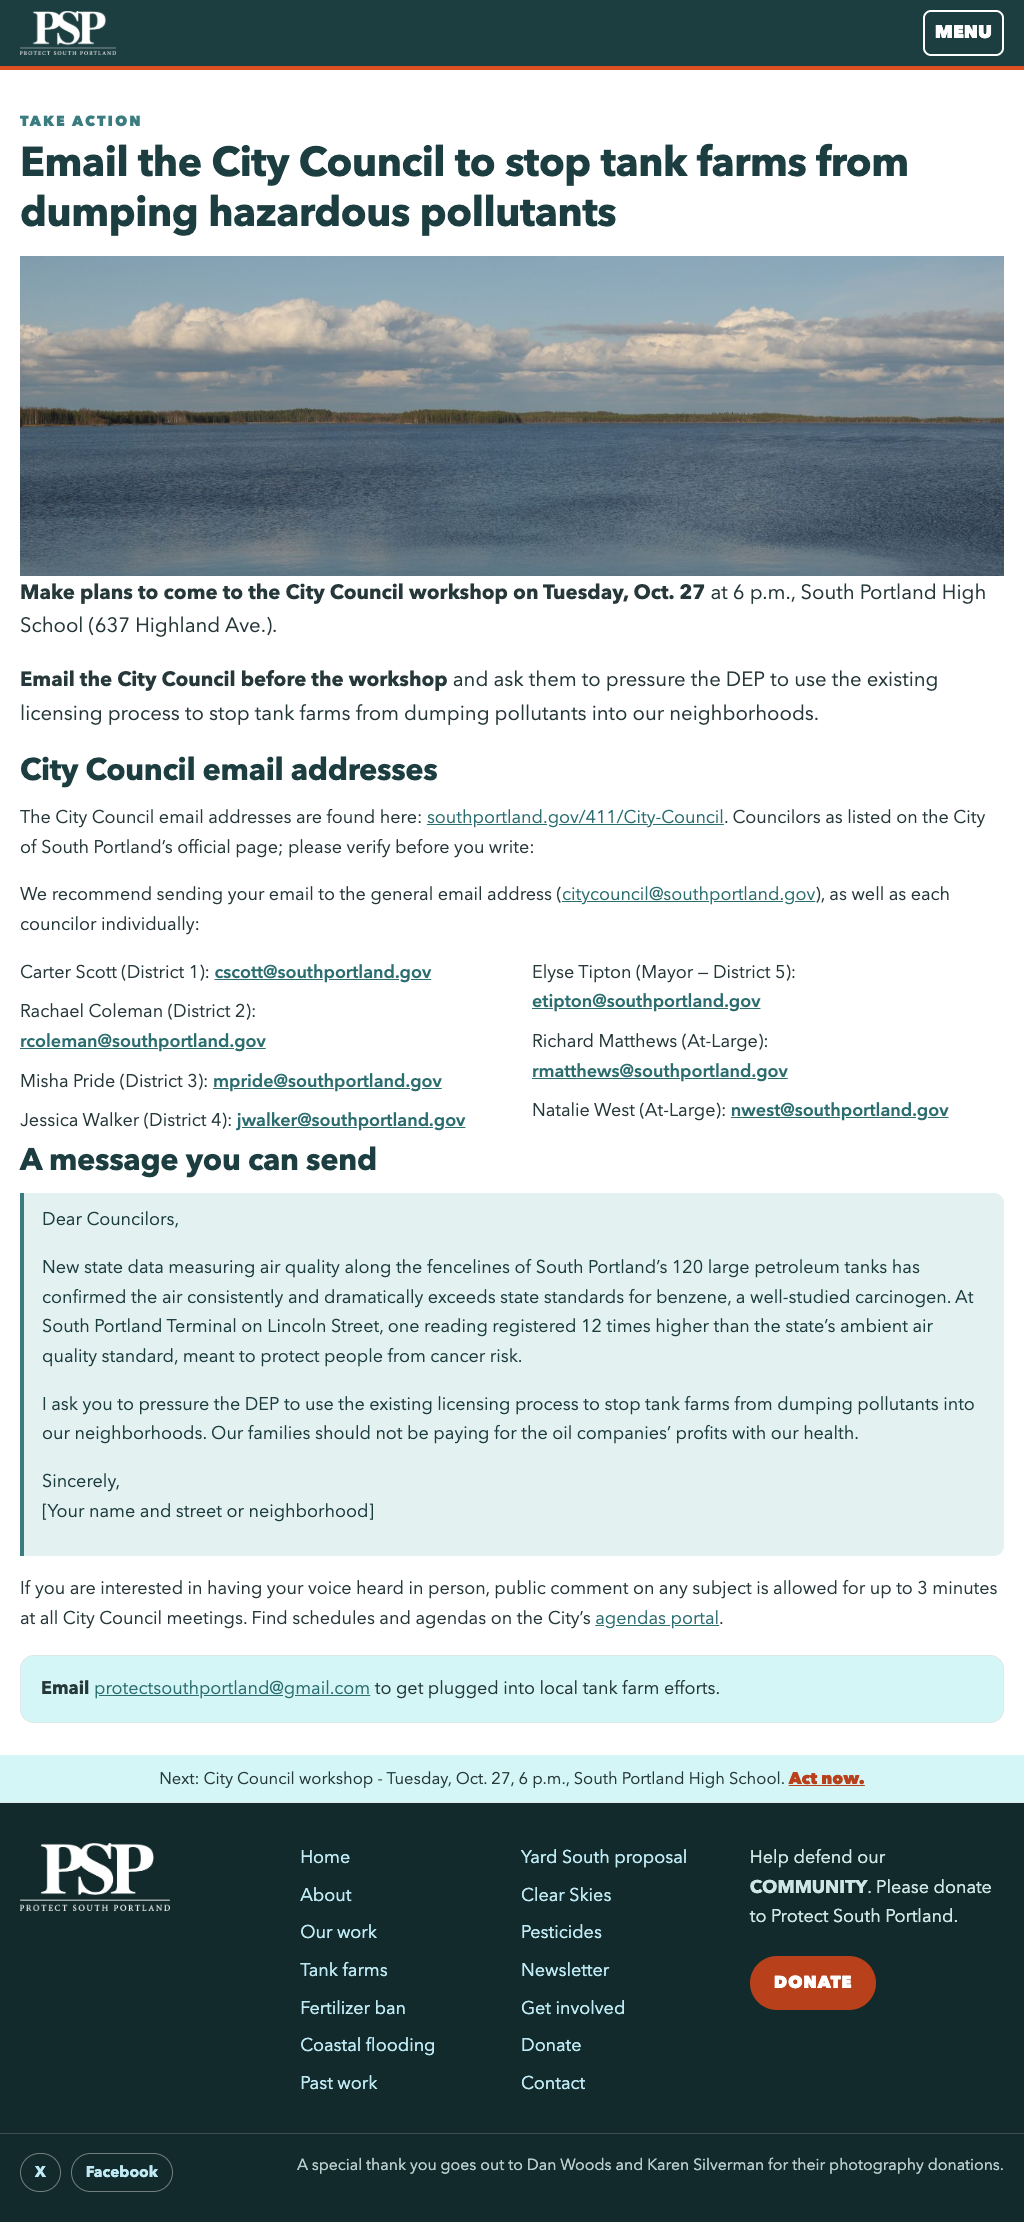 PSP
PROTECT SOUTH PORTLAND
MENU
TAKE ACTION
Email the City Council to stop tank farms from
dumping hazardous pollutants
Make plans to come to the City Council workshop on Tuesday, Oct. 27 at 6 p.m., South Portland High
School (637 Highland Ave.).
Email the City Council before the workshop and ask them to pressure the DEP to use the existing
licensing process to stop tank farms from dumping pollutants into our neighborhoods.
City Council email addresses
The City Council email addresses are found here: southportland.gov/411/City-Council. Councilors as listed on the City
of South Portland’s official page; please verify before you write:
We recommend sending your email to the general email address (citycouncil@southportland.gov), as well as each
councilor individually:
Carter Scott (District 1): cscott@southportland.gov
Rachael Coleman (District 2):
rcoleman@southportland.gov
Misha Pride (District 3): mpride@southportland.gov
Jessica Walker (District 4): jwalker@southportland.gov
Elyse Tipton (Mayor – District 5):
etipton@southportland.gov
Richard Matthews (At-Large):
rmatthews@southportland.gov
Natalie West (At-Large): nwest@southportland.gov
A message you can send
Dear Councilors,
New state data measuring air quality along the fencelines of South Portland’s 120 large petroleum tanks has
confirmed the air consistently and dramatically exceeds state standards for benzene, a well-studied carcinogen. At
South Portland Terminal on Lincoln Street, one reading registered 12 times higher than the state’s ambient air
quality standard, meant to protect people from cancer risk.
I ask you to pressure the DEP to use the existing licensing process to stop tank farms from dumping pollutants into
our neighborhoods. Our families should not be paying for the oil companies’ profits with our health.
Sincerely,
[Your name and street or neighborhood]
If you are interested in having your voice heard in person, public comment on any subject is allowed for up to 3 minutes
at all City Council meetings. Find schedules and agendas on the City’s agendas portal.
Email protectsouthportland@gmail.com to get plugged into local tank farm efforts.
Next: City Council workshop - Tuesday, Oct. 27, 6 p.m., South Portland High School. Act now.
PSP
PROTECT SOUTH PORTLAND
Home
About
Our work
Tank farms
Fertilizer ban
Coastal flooding
Past work
Yard South proposal
Clear Skies
Pesticides
Newsletter
Get involved
Donate
Contact
Help defend our
COMMUNITY. Please donate
to Protect South Portland.
DONATE
X
Facebook
A special thank you goes out to Dan Woods and Karen Silverman for their photography donations.